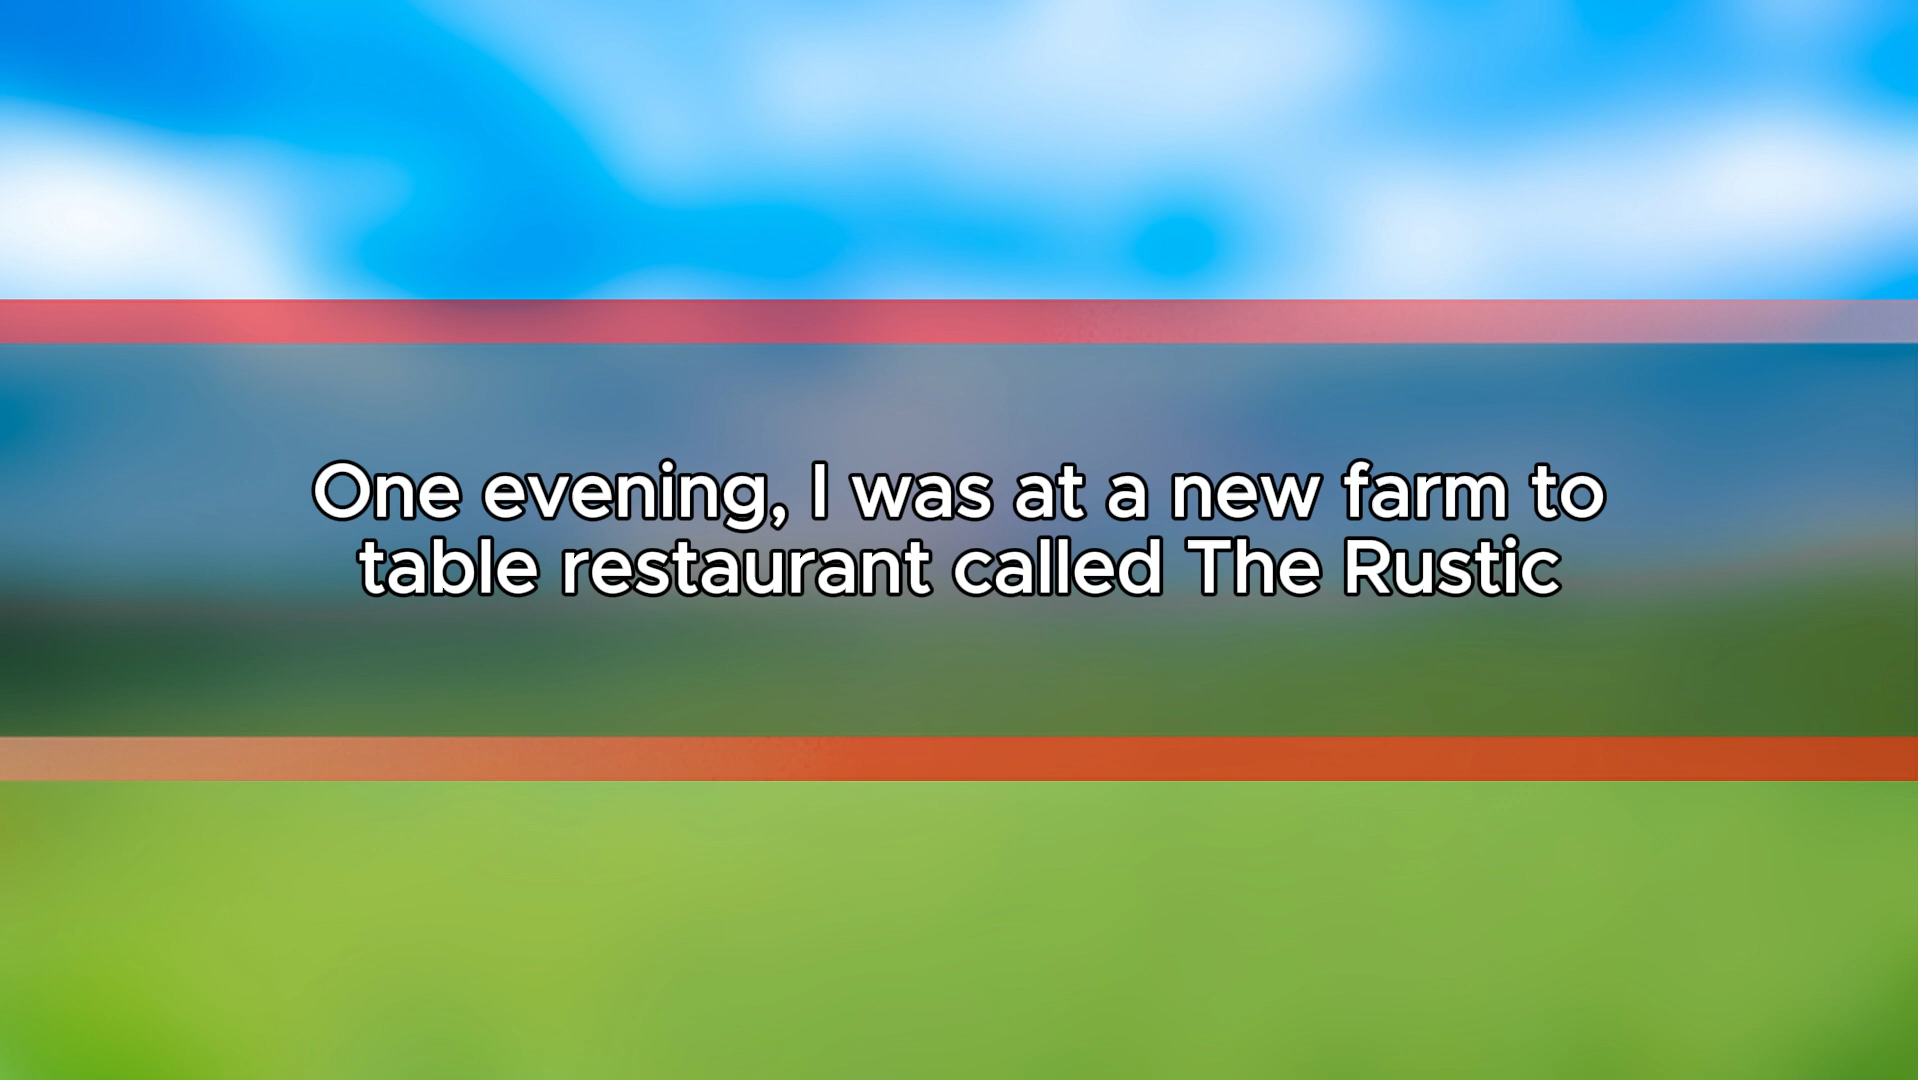 One evening, I was at a new farm to
table restaurant called The Rustic